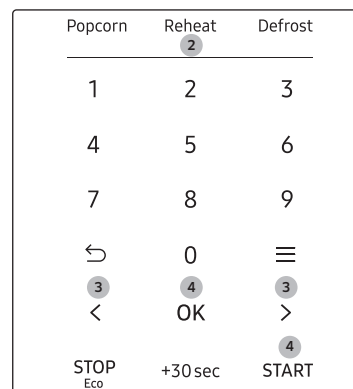 Popcorn Reheat Defrost
2
1 2 3
4 5 6
7 8 9
0
3 4 3
< OK >
4
STOP +30 sec START
Eco